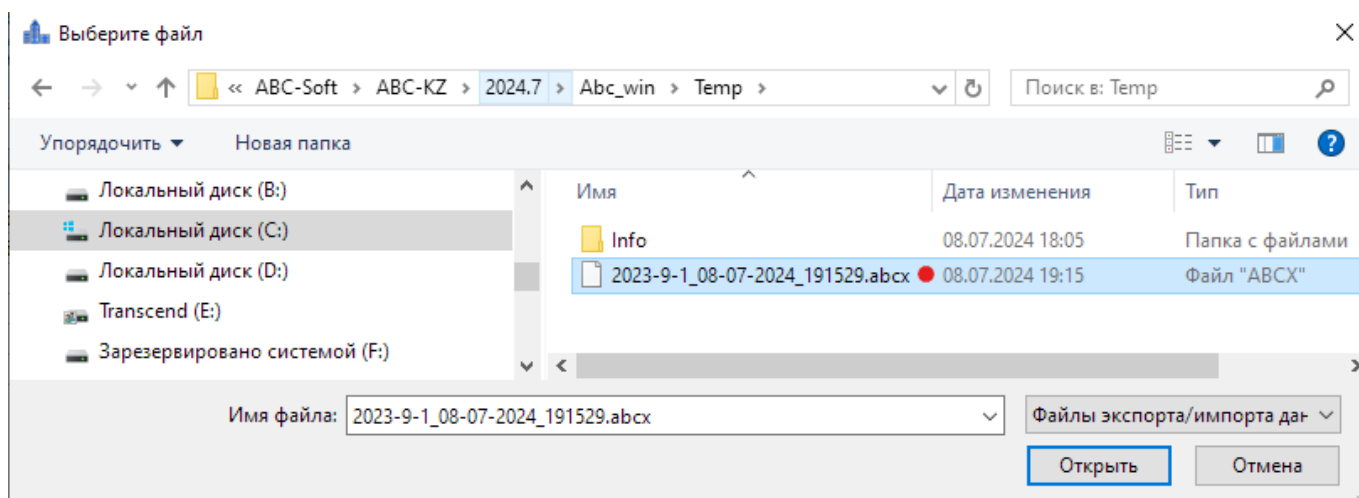 Выберите файл
« ABC-Soft > ABC-KZ > 2024.7 > Abc_win > Temp > Поиск в: Temp
Упорядочить Новая папка
Локальный диск (B:)
Локальный диск (C:)
Локальный диск (D:)
Transcend (E:)
Зарезервировано системой (F:)
Имя Дата изменения Тип
Info 08.07.2024 18:05 Папка с файлами
2023-9-1_08-07-2024_191529.abcx 08.07.2024 19:15 Файл "ABCX"
Имя файла: 2023-9-1_08-07-2024_191529.abcx Файлы экспорта/импорта дан
Открыть Отмена